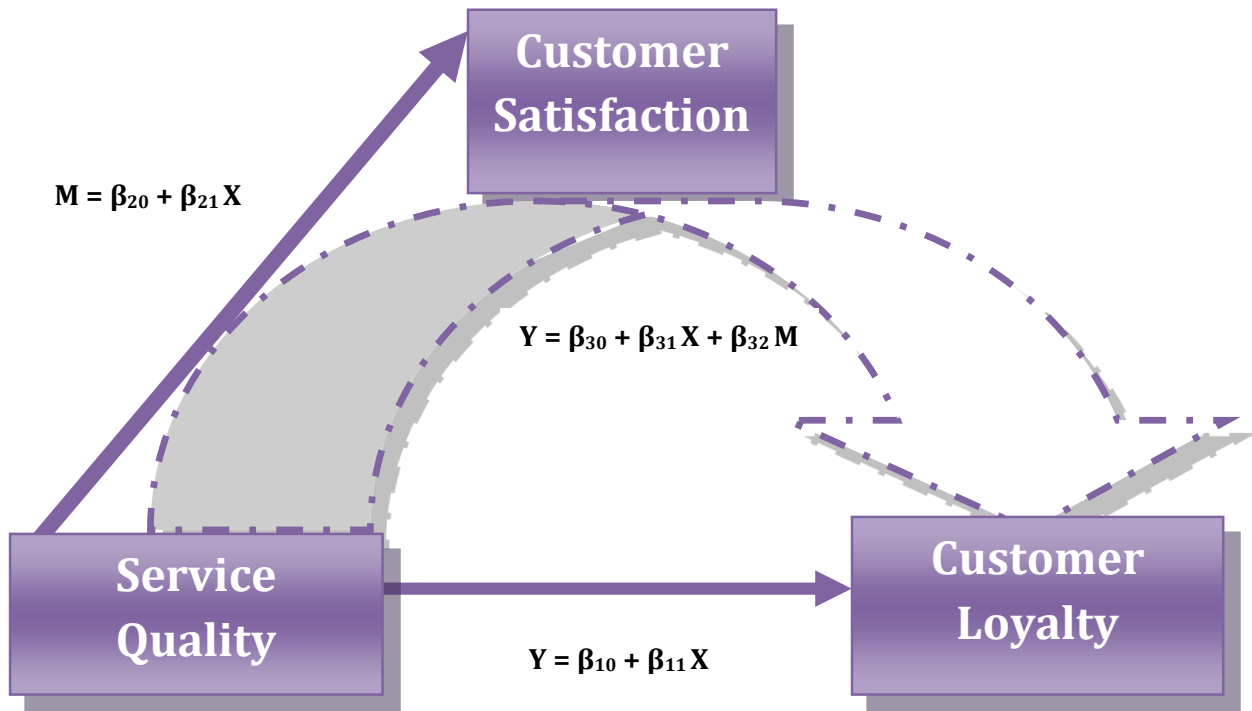 Customer
Satisfaction
M = β₂₀ + β₂₁ X
Y = β₃₀ + β₃₁ X + β₃₂ M
Service
Quality
Customer
Loyalty
Y = β₁₀ + β₁₁ X